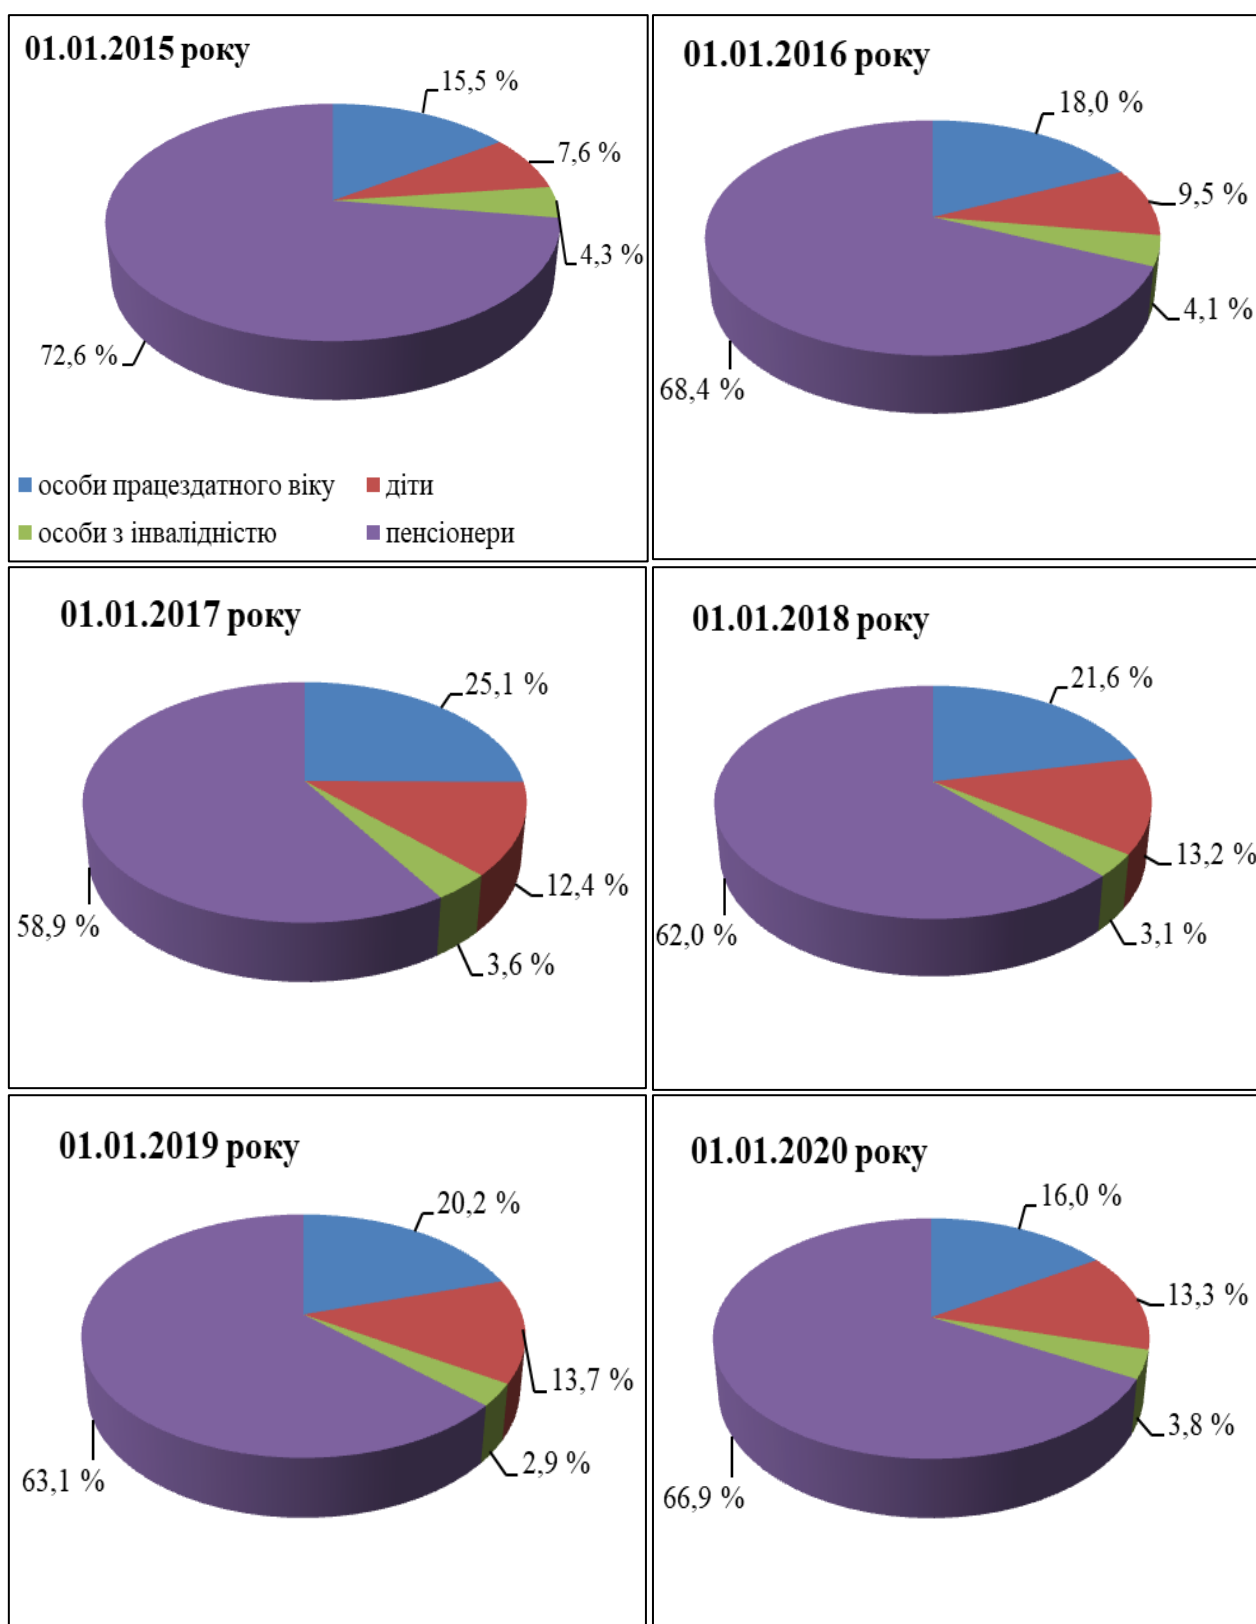 01.01.2015 року
15,5 %
7,6 %
4,3 %
72,6 %
особи працездатного віку
діти
особи з інвалідністю
пенсіонери
01.01.2016 року
18,0 %
9,5 %
4,1 %
68,4 %
01.01.2017 року
25,1 %
12,4 %
3,6 %
58,9 %
01.01.2018 року
21,6 %
13,2 %
3,1 %
62,0 %
01.01.2019 року
20,2 %
13,7 %
2,9 %
63,1 %
01.01.2020 року
16,0 %
13,3 %
3,8 %
66,9 %